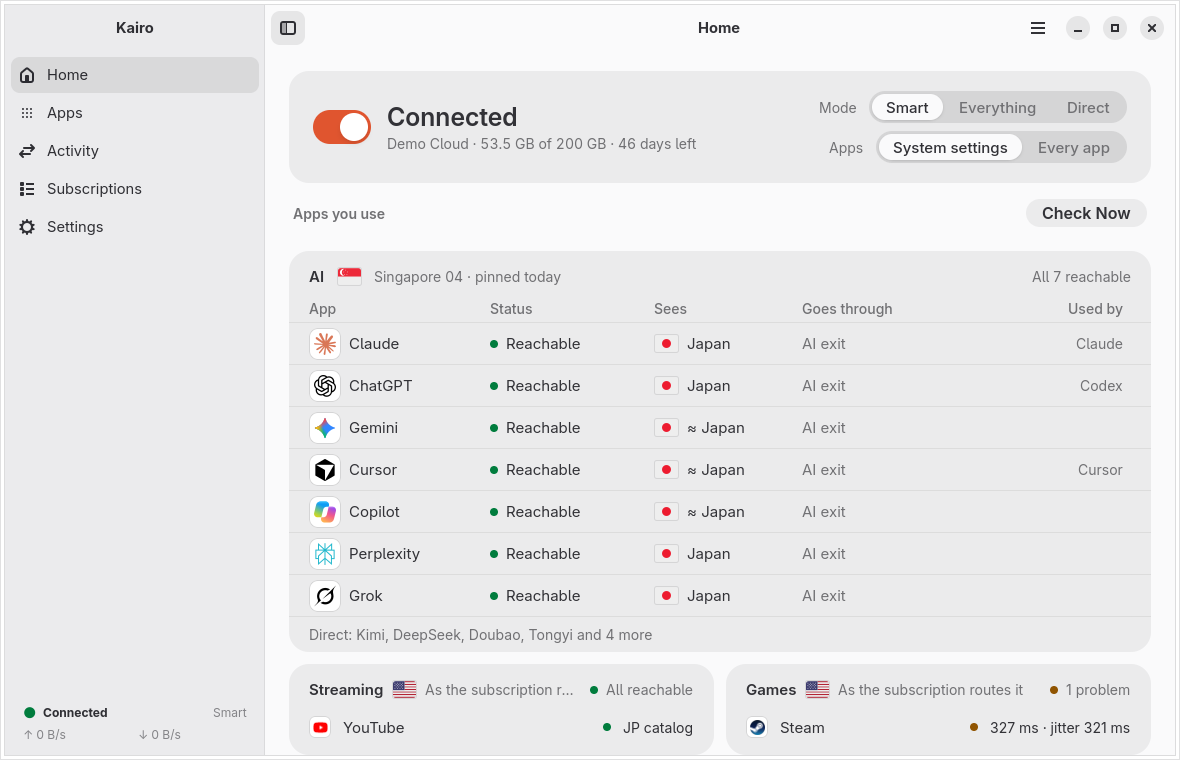 Kairo
Home
Home
Apps
Activity
Subscriptions
Settings
Connected
Demo Cloud · 53.5 GB of 200 GB · 46 days left
Mode Smart Everything Direct
Apps System settings Every app
Apps you use
Check Now
AI Singapore 04 · pinned today All 7 reachable
App Status Sees Goes through Used by
Claude Reachable Japan AI exit Claude
ChatGPT Reachable Japan AI exit Codex
Gemini Reachable ≈ Japan AI exit
Cursor Reachable ≈ Japan AI exit Cursor
Copilot Reachable ≈ Japan AI exit
Perplexity Reachable Japan AI exit
Grok Reachable Japan AI exit
Direct: Kimi, DeepSeek, Doubao, Tongyi and 4 more
Streaming As the subscription r... All reachable
YouTube JP catalog
Games As the subscription routes it 1 problem
Steam 327 ms · jitter 321 ms
Connected Smart
↑ 0 B/s ↓ 0 B/s